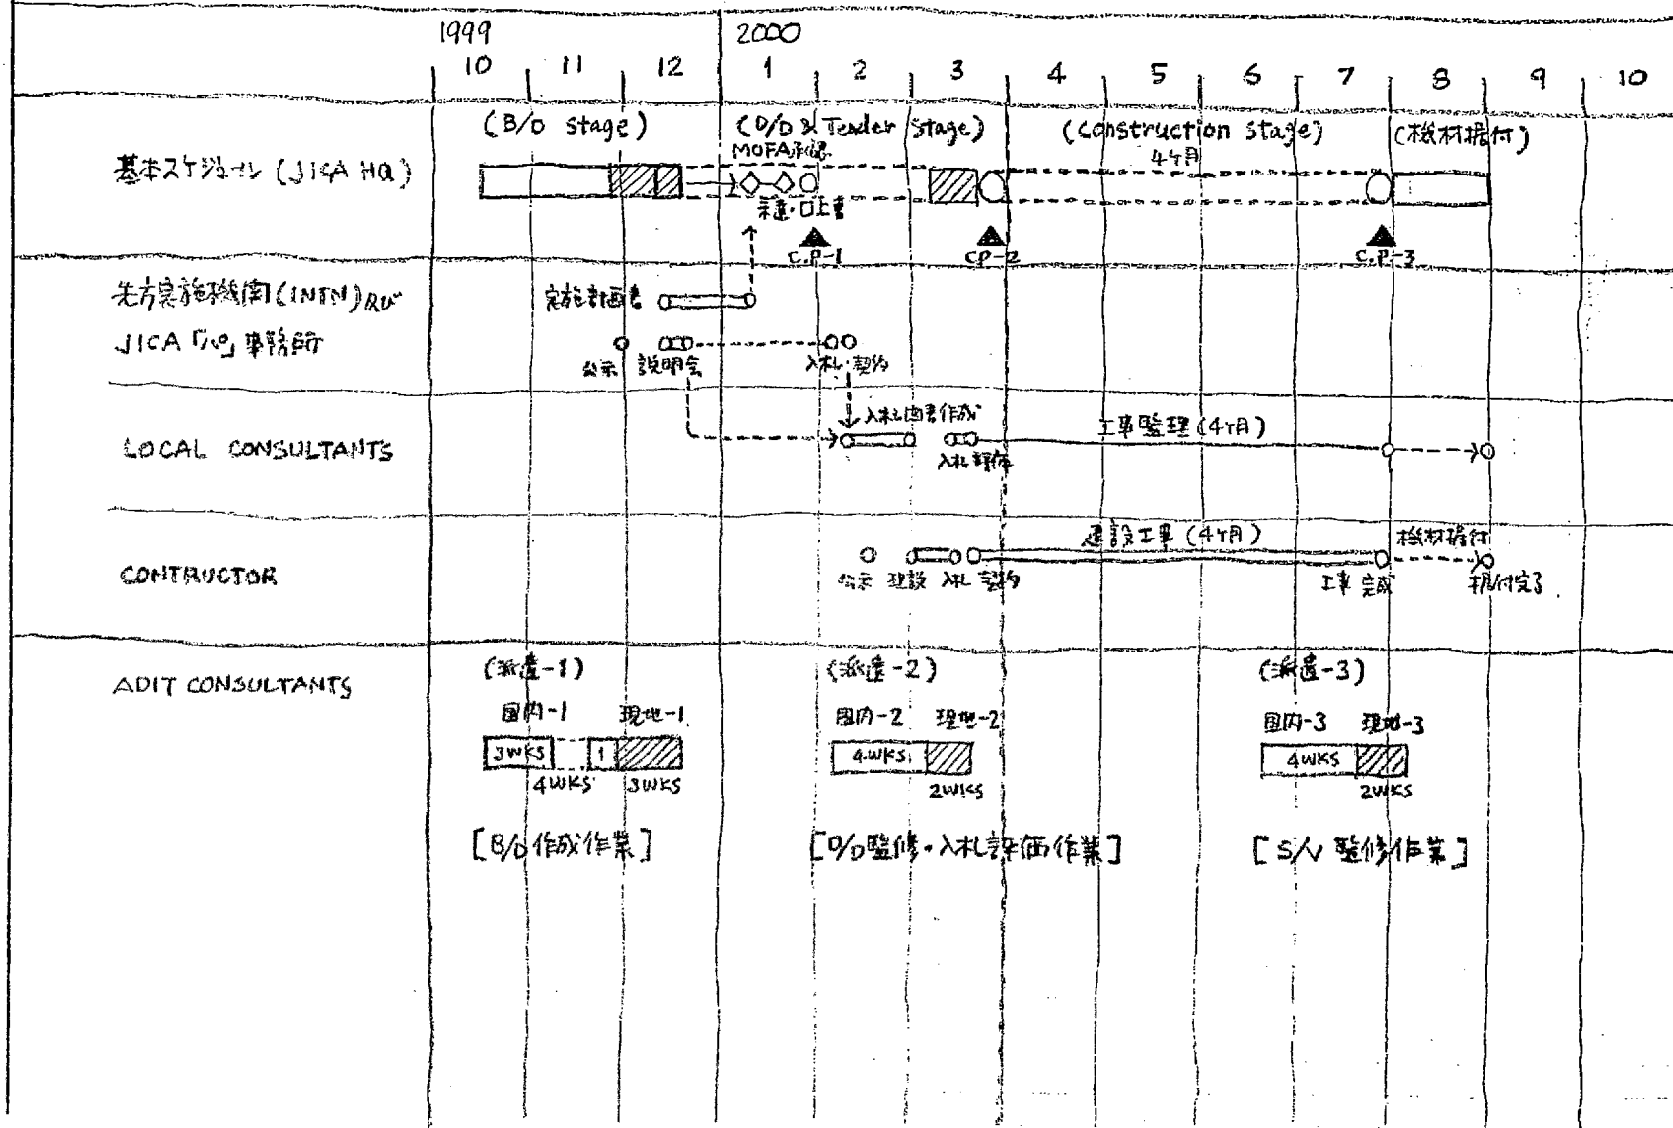 1999 2000
10 11 12 1 2 3 4 5 6 7 8 9 10
(B/D stage) (D/D & Tender stage) (Construction stage) (機材据付)
MOFA承認 4ヶ月
基本スケジュール (JICA HQ)
示達・口上書
C.P-1 CP-2 C.P-3
先方実施機関(INTN)及び 実施計画書
JICA「パ」事務所
公示 説明会 入札・契約
入札図書作成 工事監理(4ヶ月)
LOCAL CONSULTANTS
入札評価
建設工事(4ヶ月) 機材据付
CONTRUCTOR
公示 建設 入札 契約 工事完成 据付完了
(派遣-1) (派遣-2) (派遣-3)
ADIT CONSULTANTS
国内-1 現地-1 国内-2 現地-2 国内-3 現地-3
3WKS 1 4WKS 4WKS
4WKS 3WKS 2WKS 2WKS
[B/D作成作業] [D/D監修・入札評価作業] [S/V 監修作業]